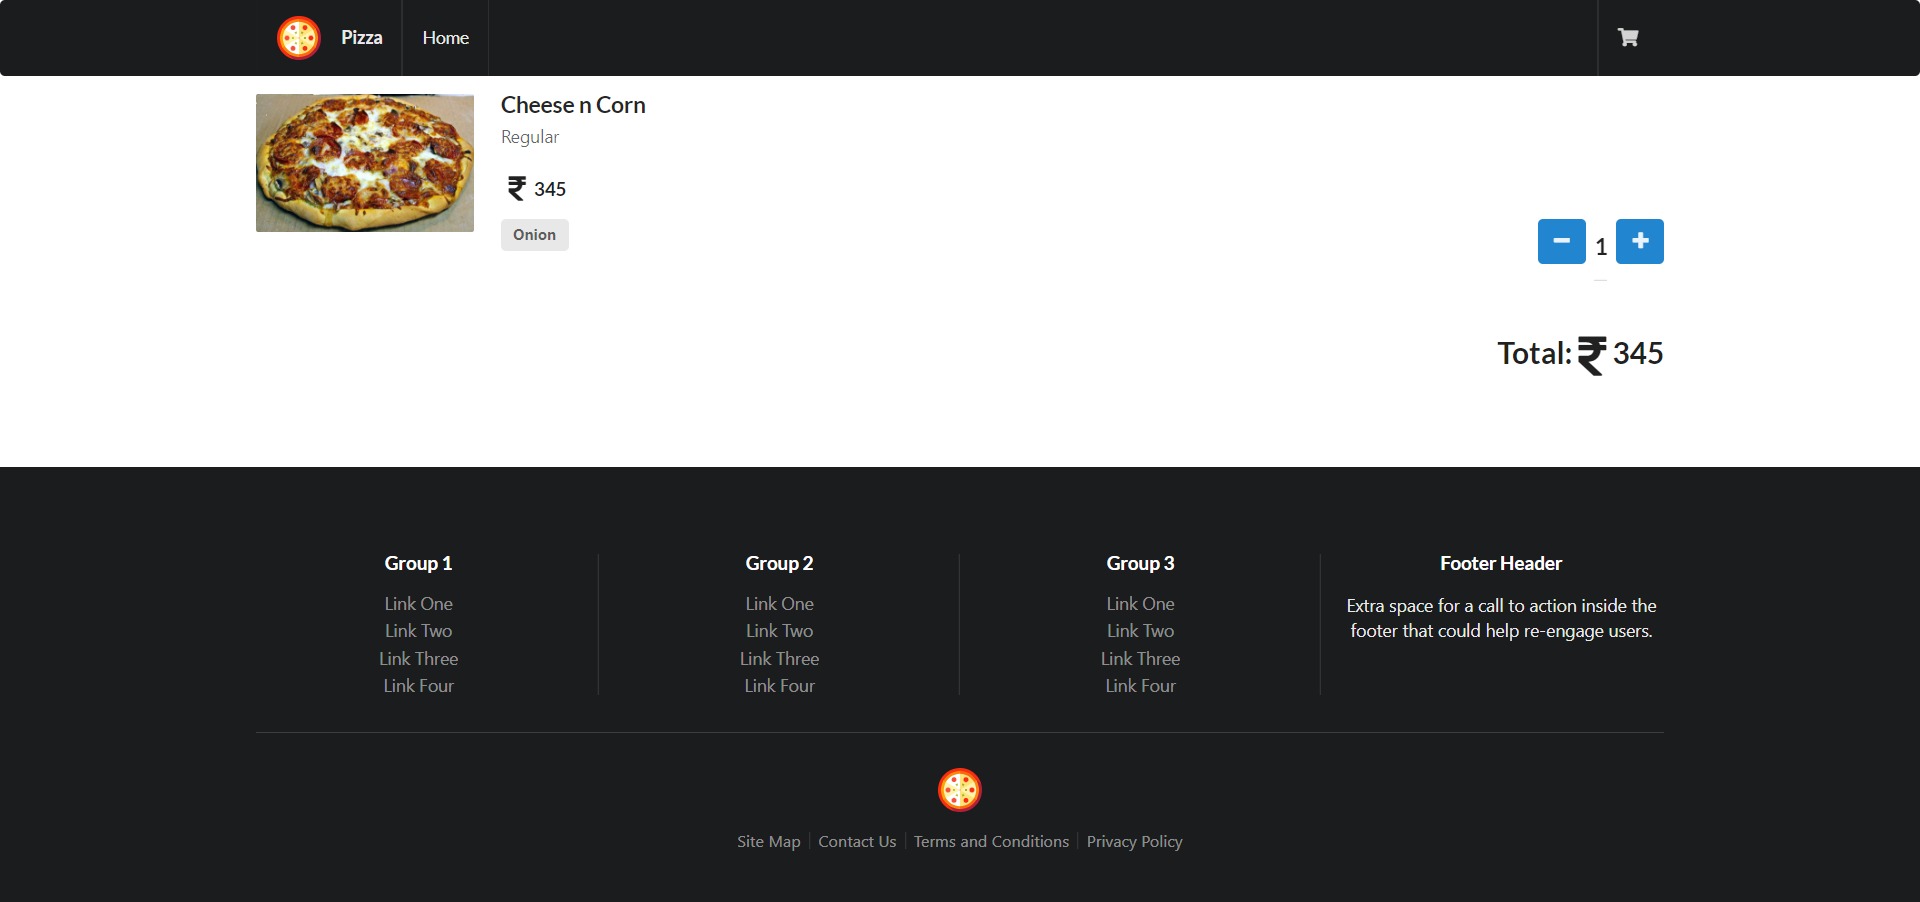 Pizza
Home
Cheese n Corn
Regular
₹ 345
Onion
1
Total: ₹ 345
Group 1
Link One
Link Two
Link Three
Link Four
Group 2
Link One
Link Two
Link Three
Link Four
Group 3
Link One
Link Two
Link Three
Link Four
Footer Header
Extra space for a call to action inside the
footer that could help re-engage users.
Site Map
Contact Us
Terms and Conditions
Privacy Policy